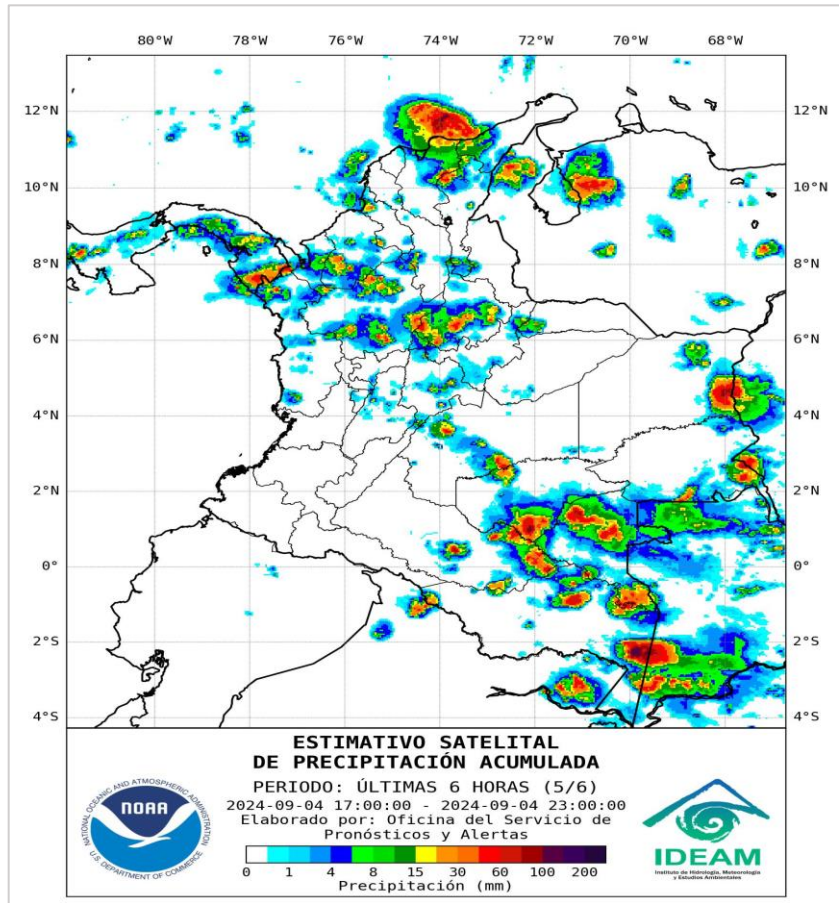 80°W 78°W 76°W 74°W 72°W 70°W 68°W
12°N 12°N
10°N 10°N
8°N 8°N
6°N 6°N
4°N 4°N
2°N 2°N
0° 0°
2°S 2°S
4°S 4°S
ESTIMATIVO SATELITAL
DE PRECIPITACIÓN ACUMULADA
PERIODO: ÚLTIMAS 6 HORAS (5/6)
2024-09-04 17:00:00 - 2024-09-04 23:00:00
Elaborado por: Oficina del Servicio de
Pronósticos y Alertas
0 1 4 8 15 30 60 100 200
Precipitación (mm)
NATIONAL OCEANIC AND ATMOSPHERIC ADMINISTRATION
NOAA
U.S. DEPARTMENT OF COMMERCE
IDEAM
Instituto de Hidrología, Meteorología
y Estudios Ambientales